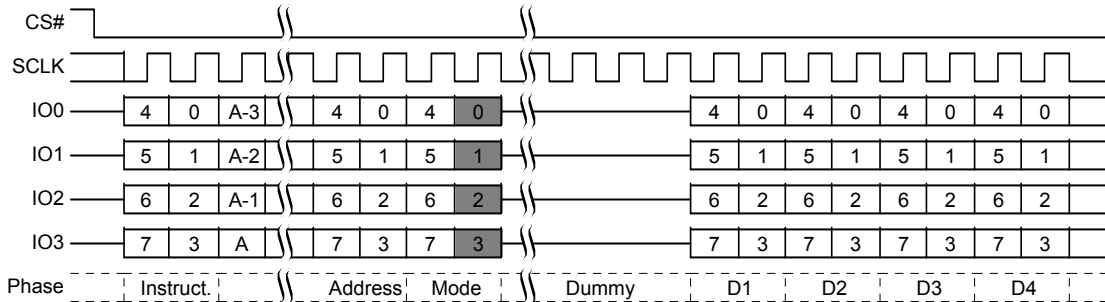 CS#
SCLK
IO0 4 0 A-3 4 0 4 0 4 0 4 0 4 0 4 0
IO1 5 1 A-2 5 1 5 1 5 1 5 1 5 1 5 1
IO2 6 2 A-1 6 2 6 2 6 2 6 2 6 2 6 2
IO3 7 3 A 7 3 7 3 7 3 7 3 7 3 7 3
Phase Instruct. Address Mode Dummy D1 D2 D3 D4